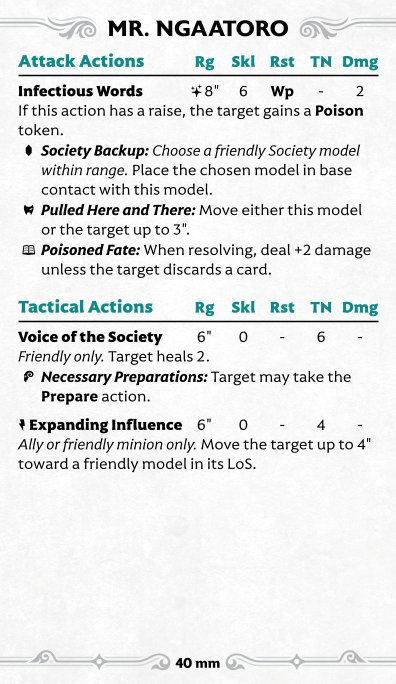 MR. NGAATORO
Attack Actions Rg Skl Rst TN Dmg
Infectious Words 8" 6 Wp - 2
If this action has a raise, the target gains a Poison
token.
Society Backup: Choose a friendly Society model
within range. Place the chosen model in base
contact with this model.
Pulled Here and There: Move either this model
or the target up to 3".
Poisoned Fate: When resolving, deal +2 damage
unless the target discards a card.
Tactical Actions Rg Skl Rst TN Dmg
Voice of the Society 6" 0 - 6 -
Friendly only. Target heals 2.
Necessary Preparations: Target may take the
Prepare action.
Expanding Influence 6" 0 - 4 -
Ally or friendly minion only. Move the target up to 4"
toward a friendly model in its LoS.
40 mm